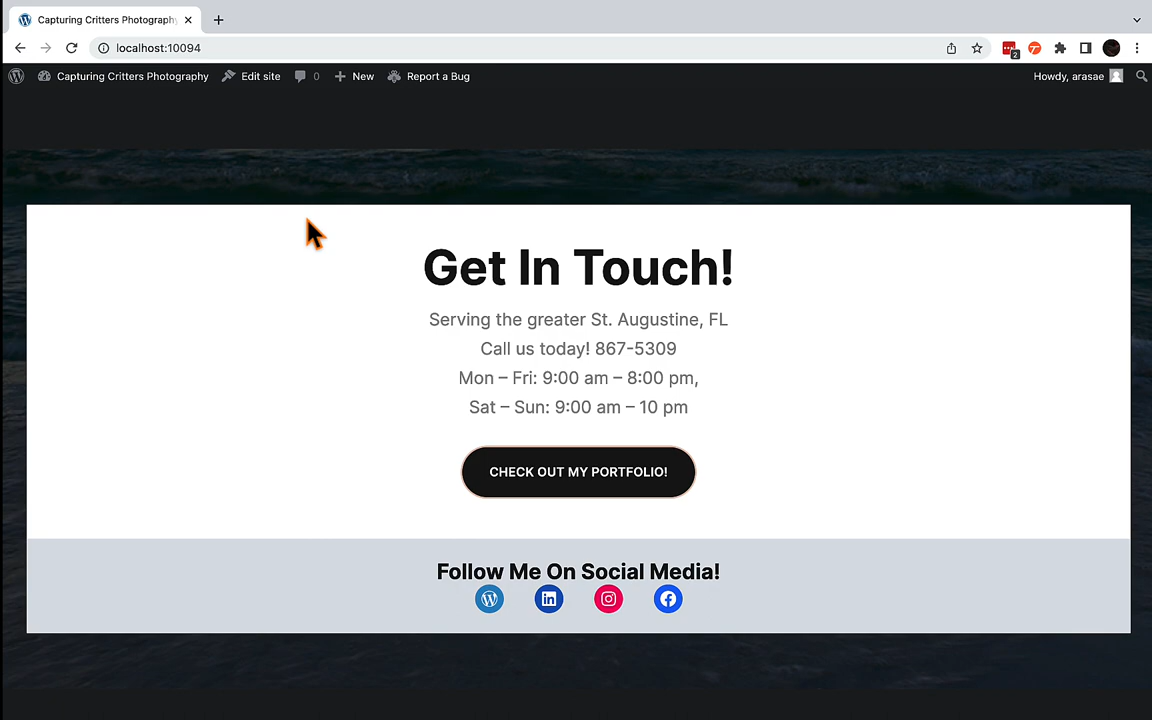 Capturing Critters Photography
localhost:10094
2
Capturing Critters Photography Edit site 0 New Report a Bug Howdy, arasae
Get In Touch!
Serving the greater St. Augustine, FL
Call us today! 867-5309
Mon – Fri: 9:00 am – 8:00 pm,
Sat – Sun: 9:00 am – 10 pm
CHECK OUT MY PORTFOLIO!
Follow Me On Social Media!